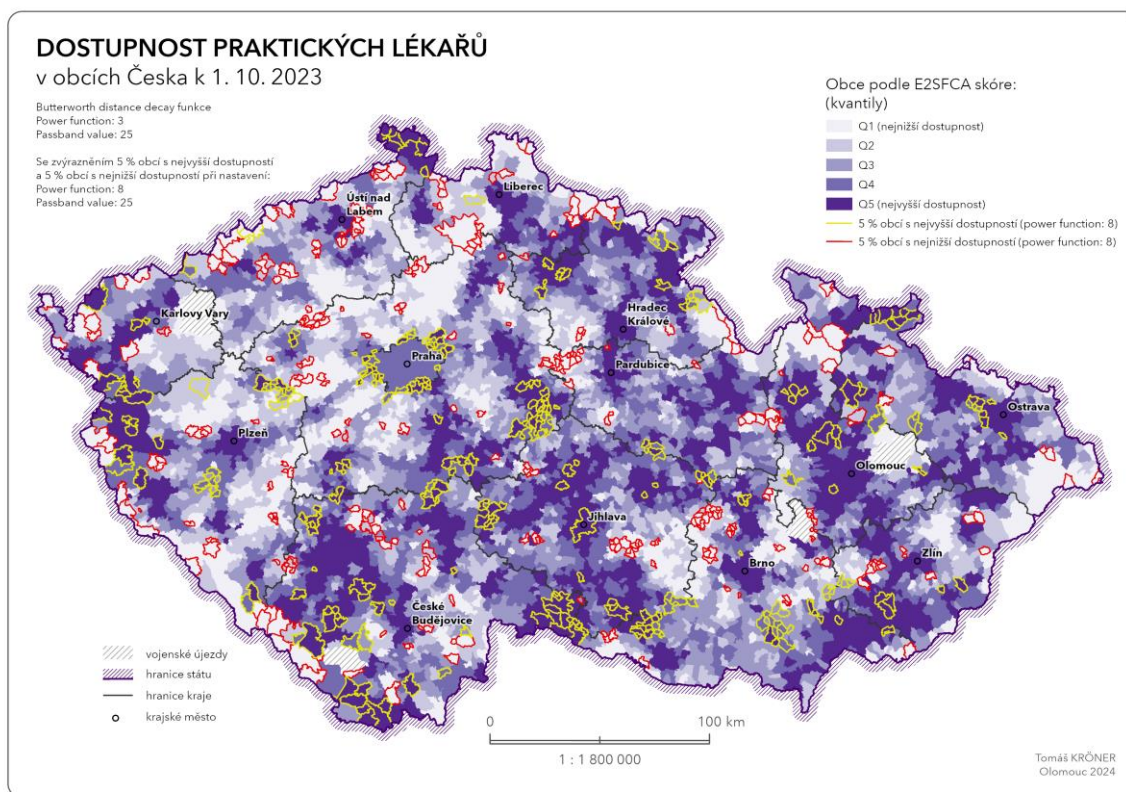 DOSTUPNOST PRAKTICKÝCH LÉKAŘŮ
v obcích Česka k 1. 10. 2023
Butterworth distance decay funkce
Power function: 3
Passband value: 25
Se zvýrazněním 5 % obcí s nejvyšší dostupností
a 5 % obcí s nejnižší dostupností při nastavení:
Power function: 8
Passband value: 25
Obce podle E2SFCA skóre:
(kvantily)
Q1 (nejnižší dostupnost)
Q2
Q3
Q4
Q5 (nejvyšší dostupnost)
5 % obcí s nejvyšší dostupností (power function: 8)
5 % obcí s nejnižší dostupností (power function: 8)
Liberec
Ústí nad
Labem
Karlovy Vary
Hradec
Králové
Praha
Pardubice
Ostrava
Plzeň
Olomouc
Jihlava
Zlín
Brno
České
Budějovice
vojenské újezdy
hranice státu
hranice kraje
krajské město
0 100 km
1 : 1 800 000
Tomáš KRÖNER
Olomouc 2024